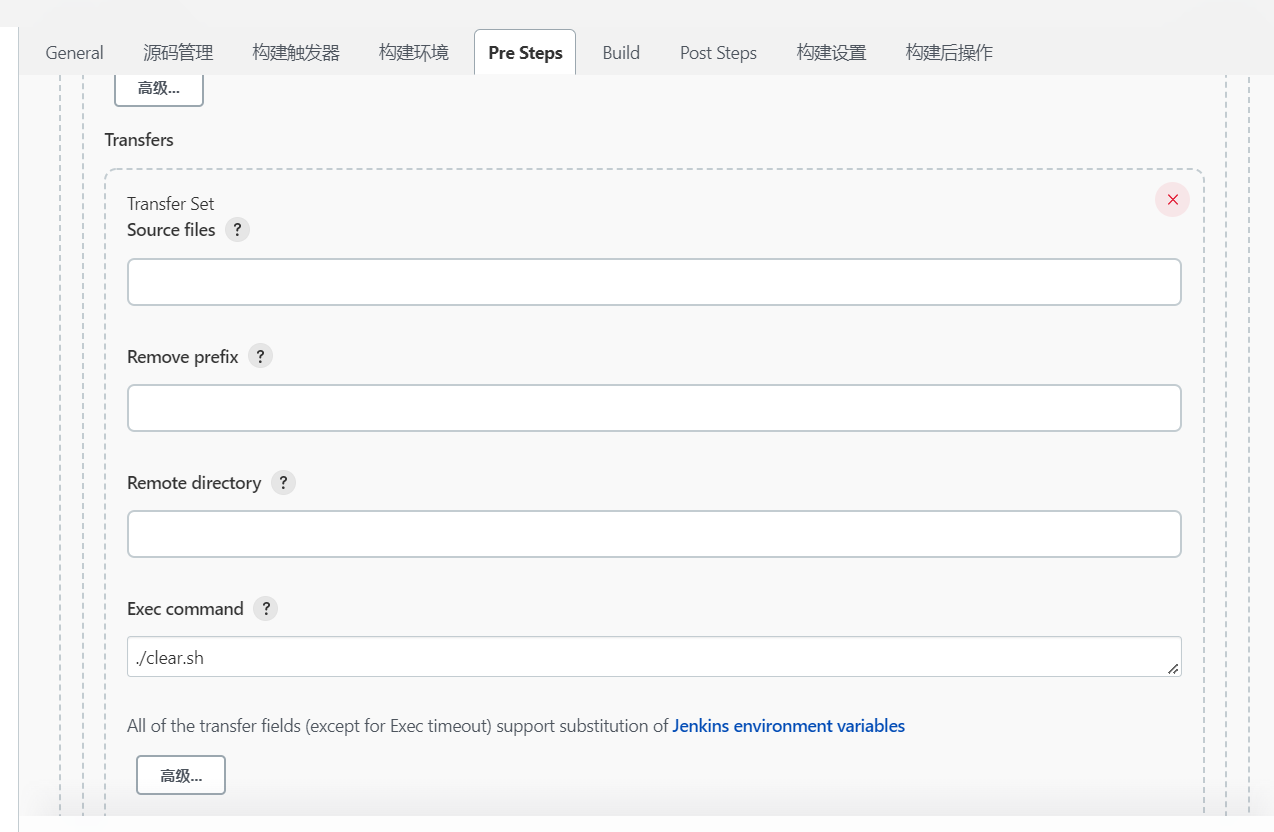 General 源码管理 构建触发器 构建环境 Pre Steps Build Post Steps 构建设置 构建后操作
高级...
Transfers
Transfer Set
Source files ?
Remove prefix ?
Remote directory ?
Exec command ?
./clear.sh
All of the transfer fields (except for Exec timeout) support substitution of Jenkins environment variables
高级...